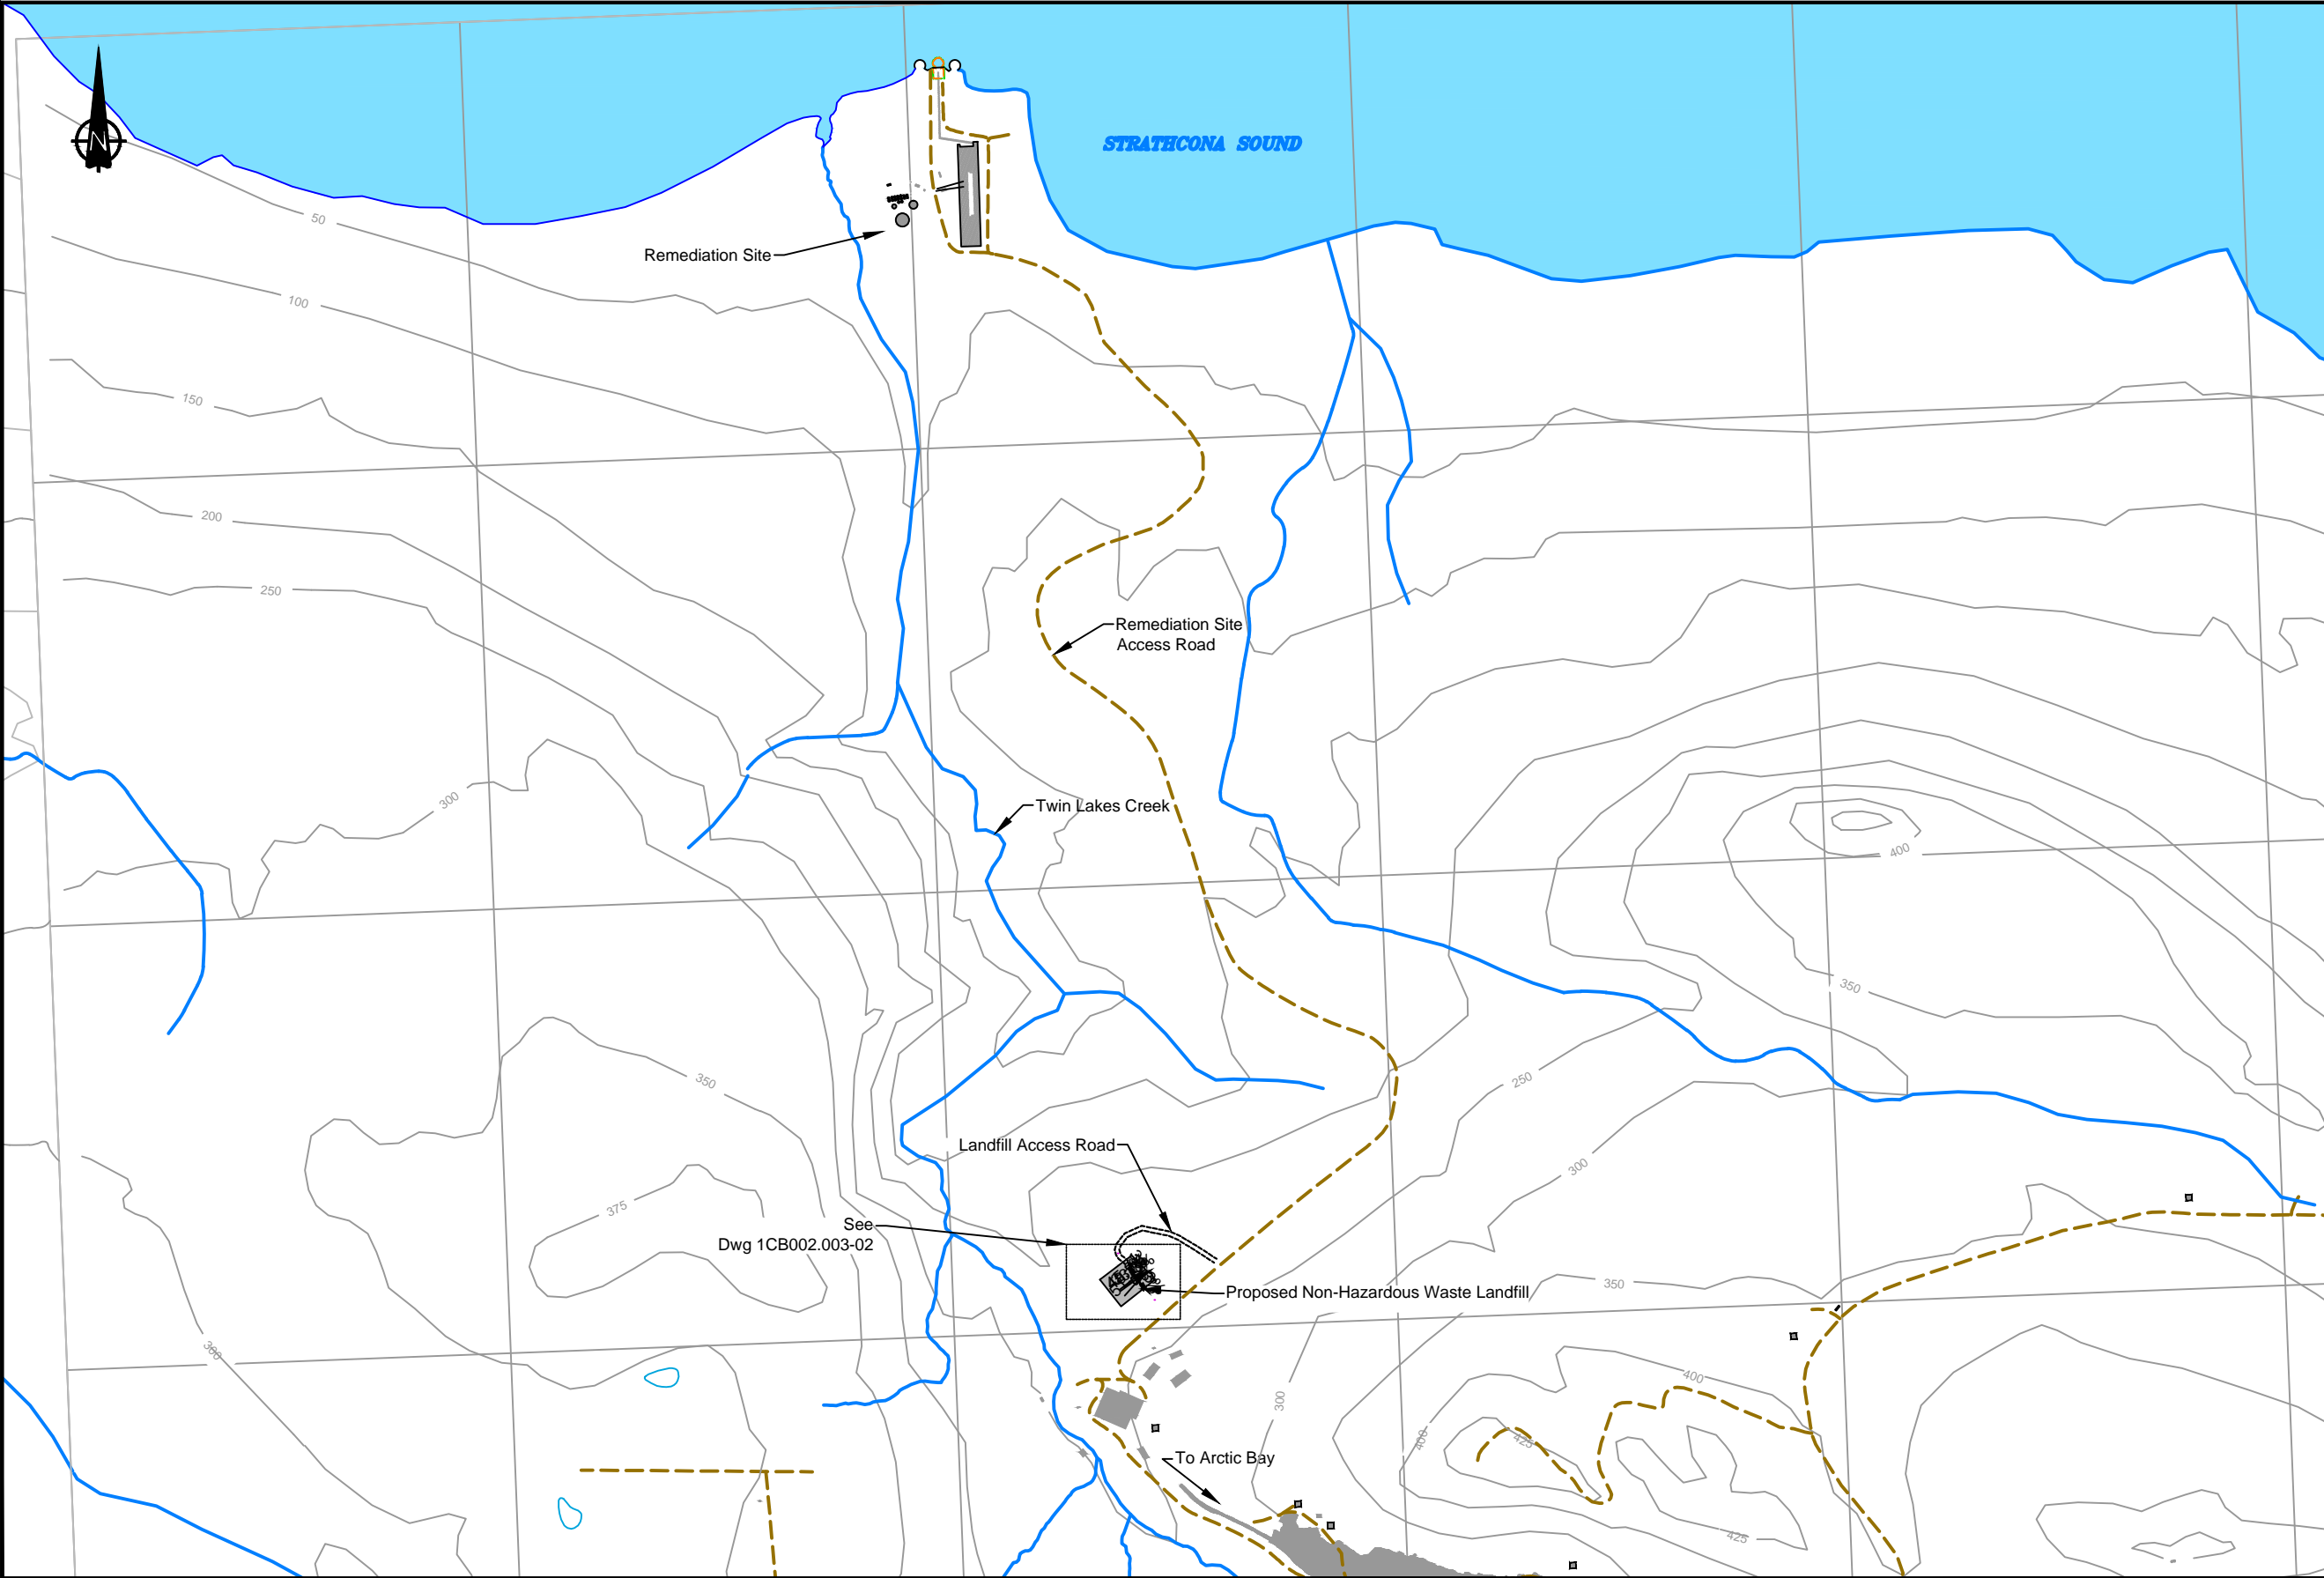 N
STRATHCONA SOUND
50
Remediation Site
100
150
200
250
Remediation Site
Access Road
300
Twin Lakes Creek
400
350
350
250
Landfill Access Road
300
375
See
Dwg 1CB002.003-02
350
Proposed Non-Hazardous Waste Landfill
300
400
300
400
425
To Arctic Bay
425